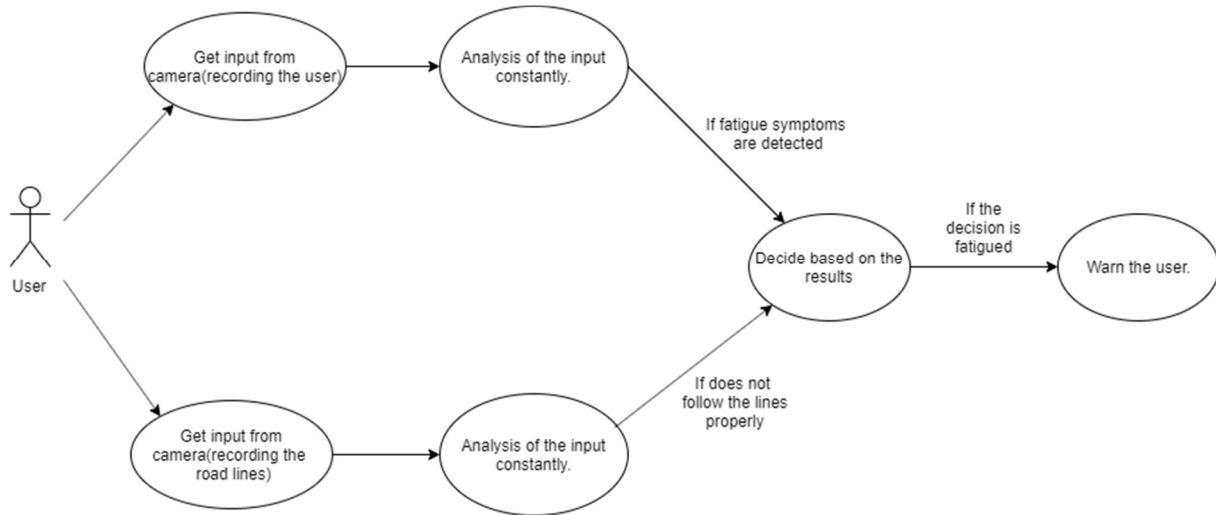 Get input from
camera(recording the user)
Analysis of the input
constantly.
If fatigue symptoms
are detected
User
Decide based on the
results
If the
decision is
fatigued
Warn the user.
Get input from
camera(recording the
road lines)
Analysis of the input
constantly.
If does not
follow the lines
properly